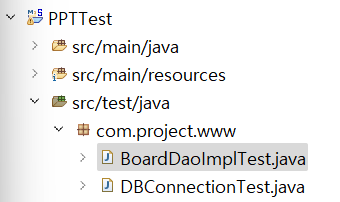 PPTTest
src/main/java
src/main/resources
src/test/java
com.project.www
BoardDaoImplTest.java
DBConnectionTest.java